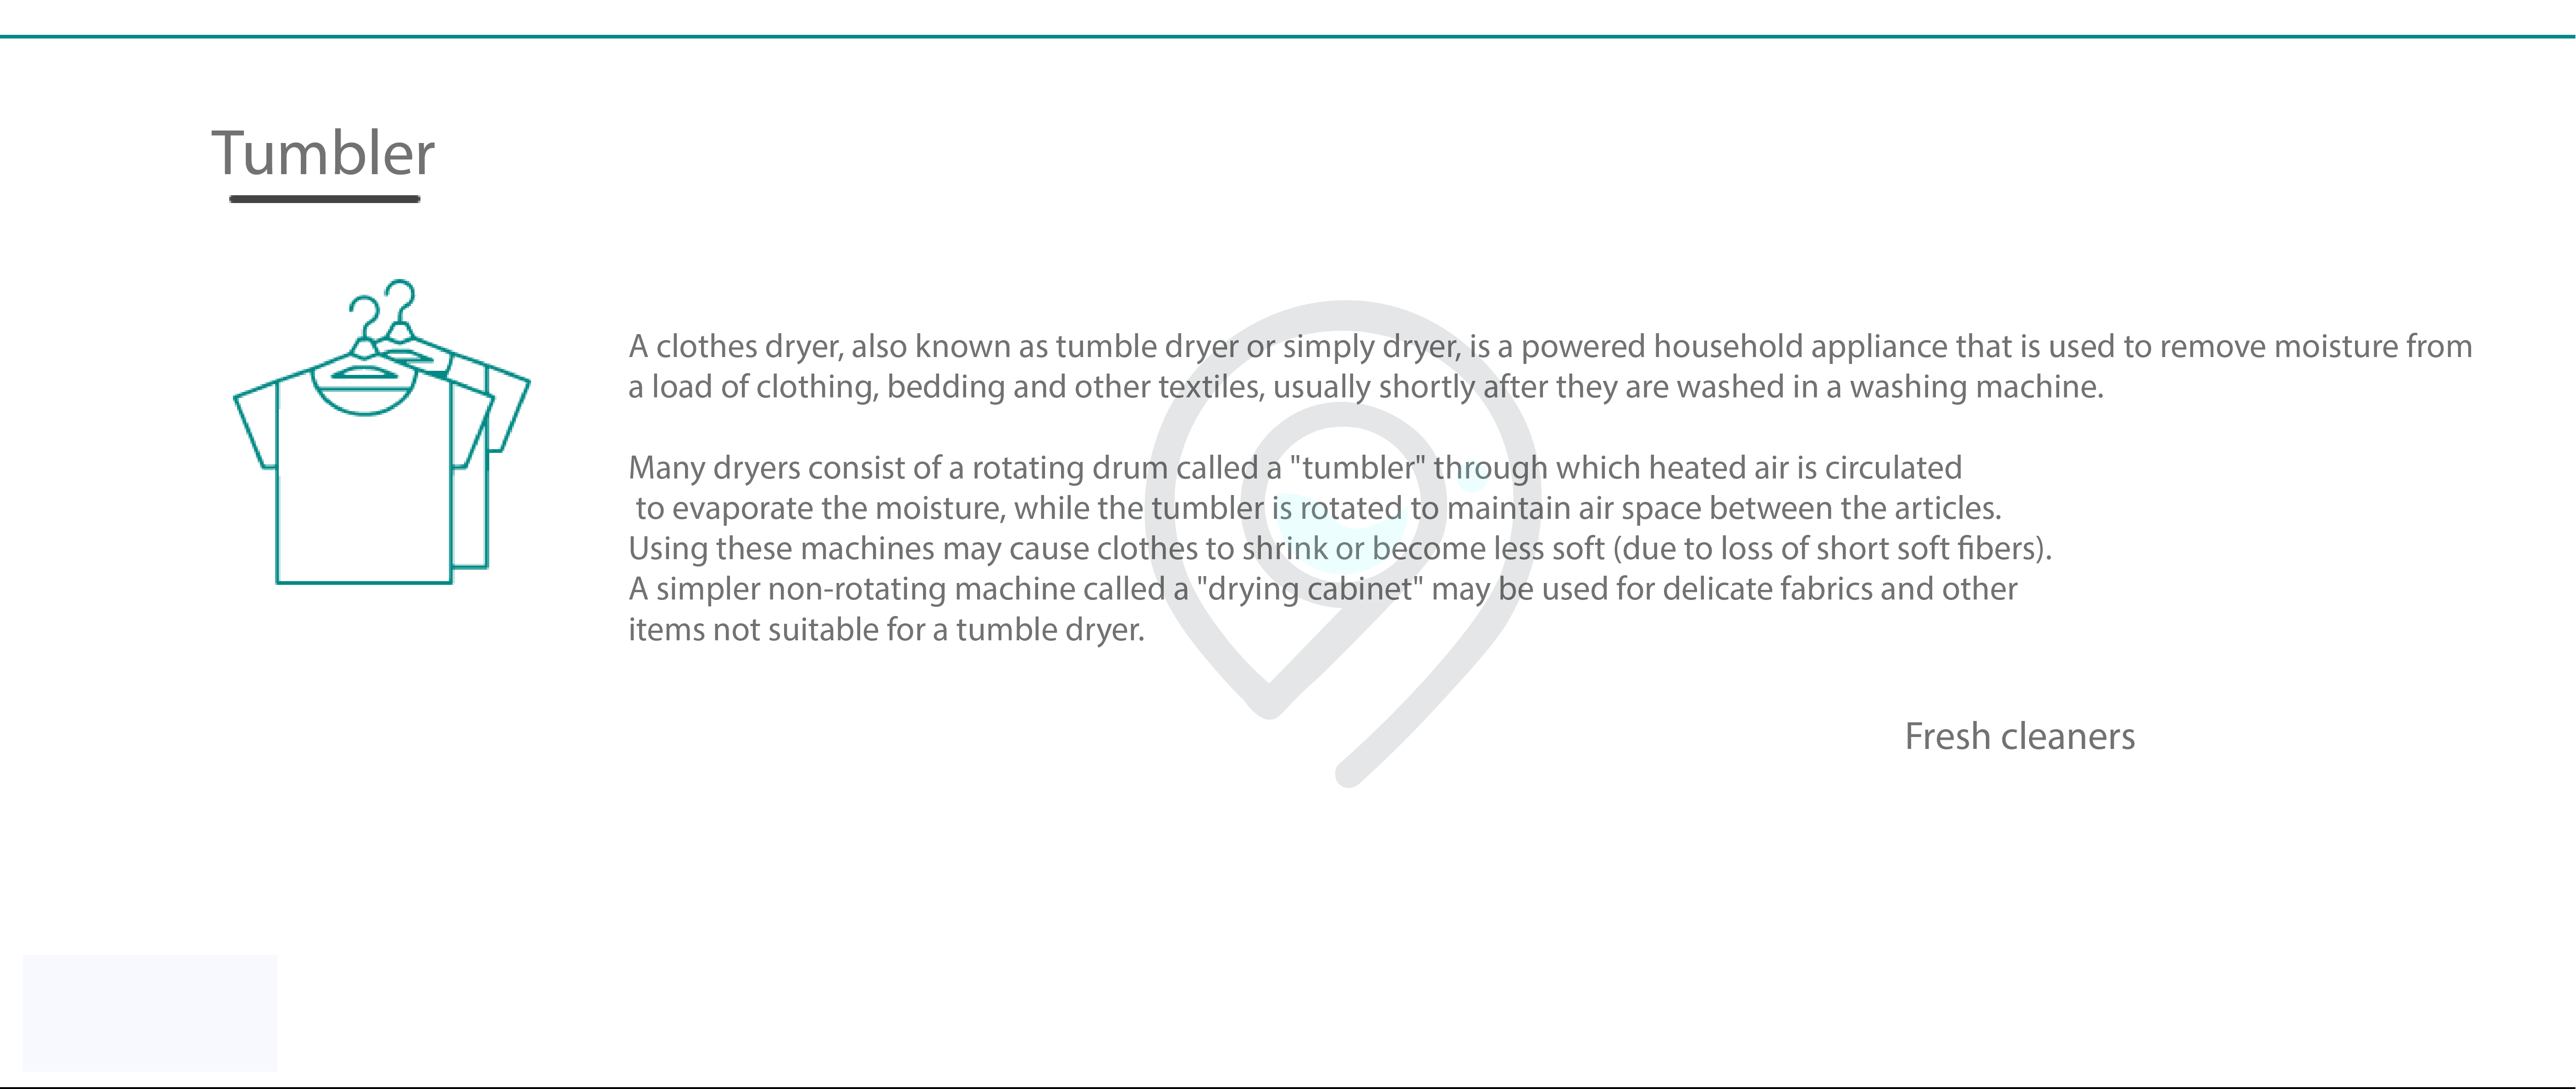 Tumbler
A clothes dryer, also known as tumble dryer or simply dryer, is a powered household appliance that is used to remove moisture from
a load of clothing, bedding and other textiles, usually shortly after they are washed in a washing machine.
Many dryers consist of a rotating drum called a "tumbler" through which heated air is circulated
to evaporate the moisture, while the tumbler is rotated to maintain air space between the articles.
Using these machines may cause clothes to shrink or become less soft (due to loss of short soft fibers).
A simpler non-rotating machine called a "drying cabinet" may be used for delicate fabrics and other
items not suitable for a tumble dryer.
Fresh cleaners